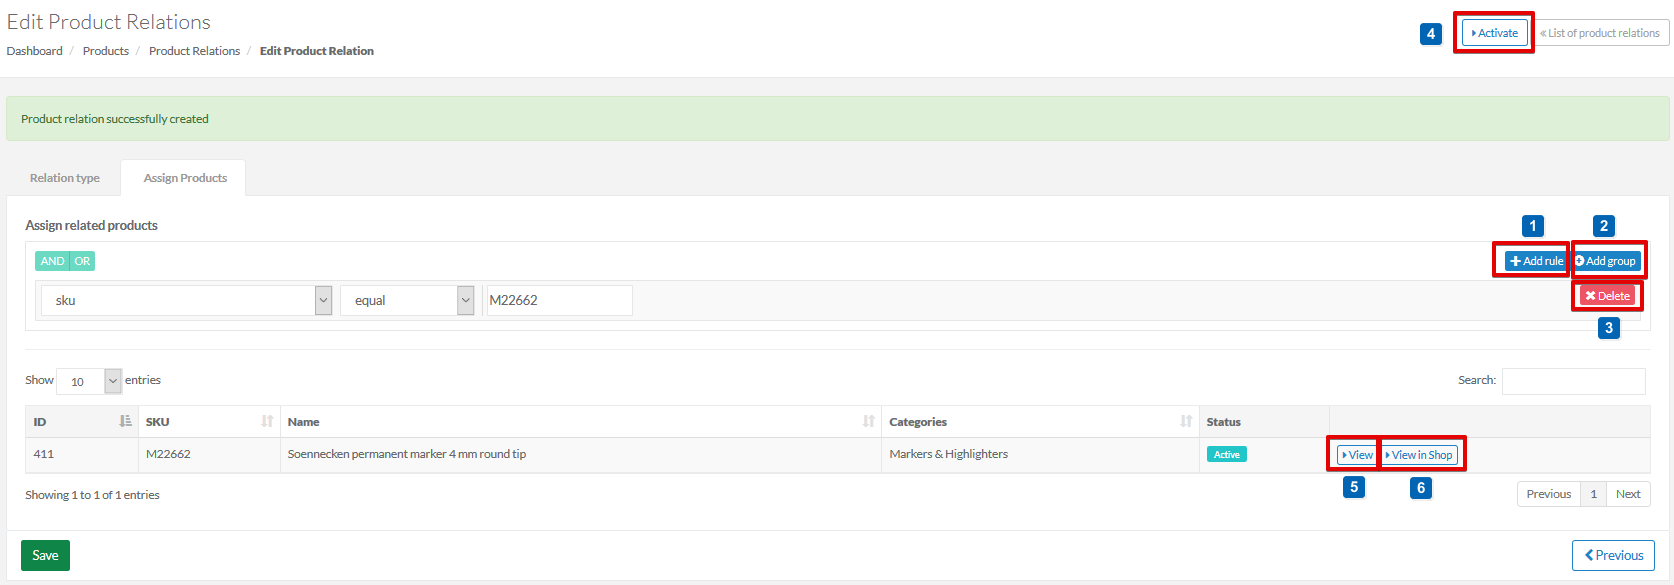 Edit Product Relations
Dashboard / Products / Product Relations / Edit Product Relation
4 Activate «List of product relations
Product relation successfully created
Relation type Assign Products
Assign related products
1 2
AND OR Add rule Add group
sku equal M22662 Delete
3
Show 10 entries Search:
ID SKU Name Categories Status
411 M22662 Soennecken permanent marker 4 mm round tip Markers & Highlighters Active View View in Shop
5 6
Showing 1 to 1 of 1 entries Previous 1 Next
Save Previous